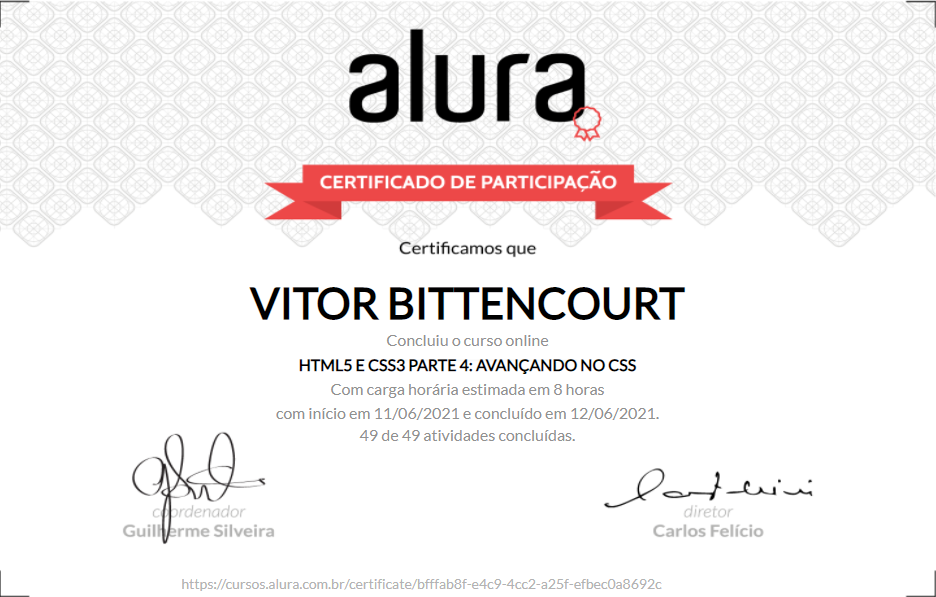 alura
CERTIFICADO DE PARTICIPAÇÃO
Certificamos que
VITOR BITTENCOURT
Concluiu o curso online
HTML5 E CSS3 PARTE 4: AVANÇANDO NO CSS
Com carga horária estimada em 8 horas
com início em 11/06/2021 e concluído em 12/06/2021.
49 de 49 atividades concluídas.
coordenador
Guilherme Silveira
diretor
Carlos Felício
https://cursos.alura.com.br/certificate/bfffab8f-e4c9-4cc2-a25f-efbec0a8692c